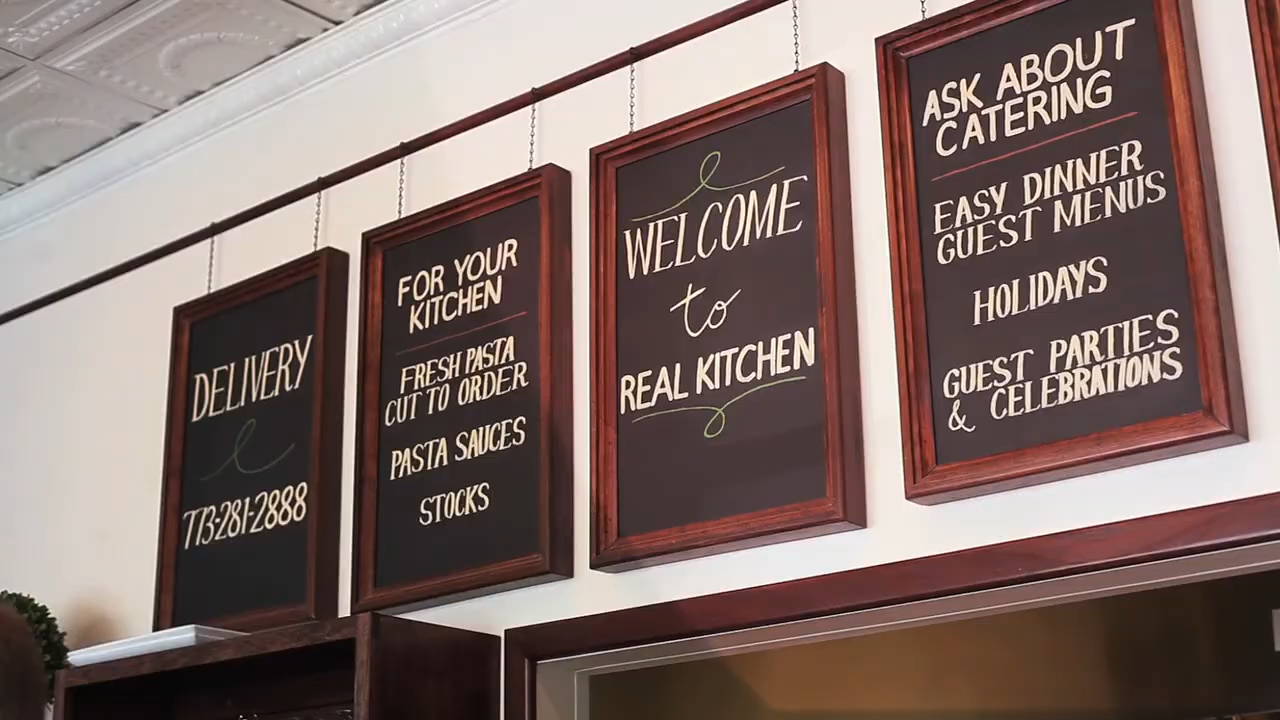 DELIVERY
773-281-2888
FOR YOUR
KITCHEN
FRESH PASTA
CUT TO ORDER
PASTA SAUCES
STOCKS
WELCOME
to
REAL KITCHEN
ASK ABOUT
CATERING
EASY DINNER
GUEST MENUS
HOLIDAYS
GUEST PARTIES
& CELEBRATIONS